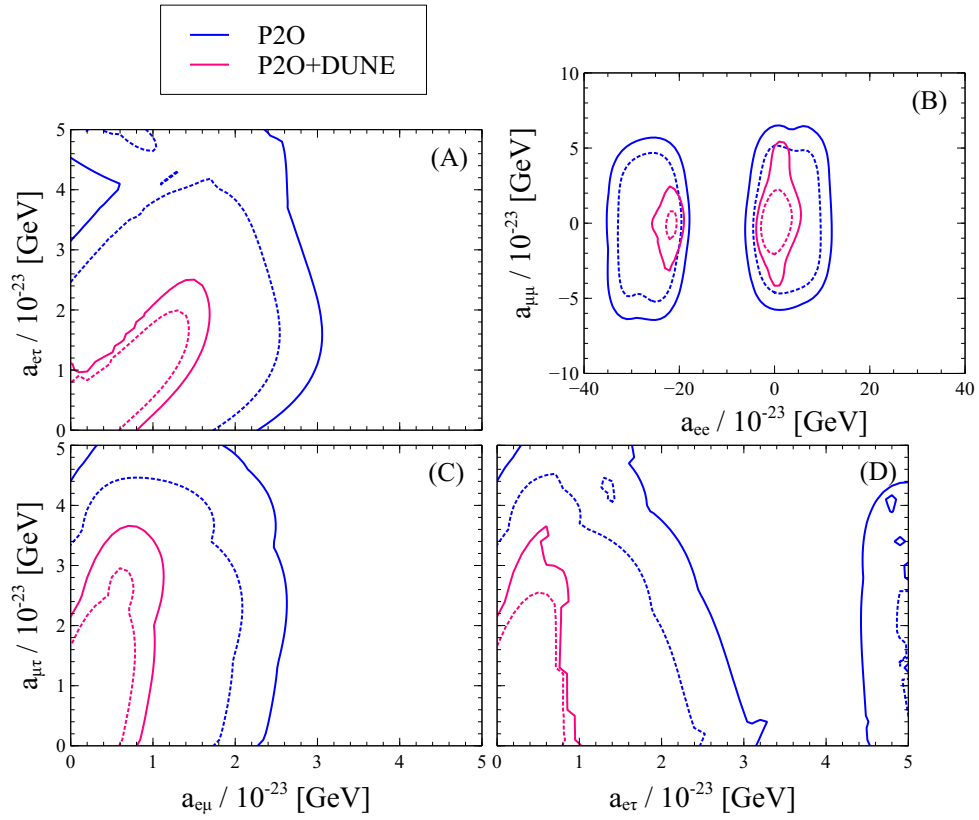 P2O
P2O+DUNE
(A)
5
4
3
2
1
0
a_eτ / 10^-23 [GeV]
(B)
10
5
0
−5
−10
a_μμ / 10^-23 [GeV]
−40 −20 0 20 40
a_ee / 10^-23 [GeV]
(C)
5
4
3
2
1
0
a_μτ / 10^-23 [GeV]
0 1 2 3 4 5
a_eμ / 10^-23 [GeV]
(D)
0 1 2 3 4 5
a_eτ / 10^-23 [GeV]